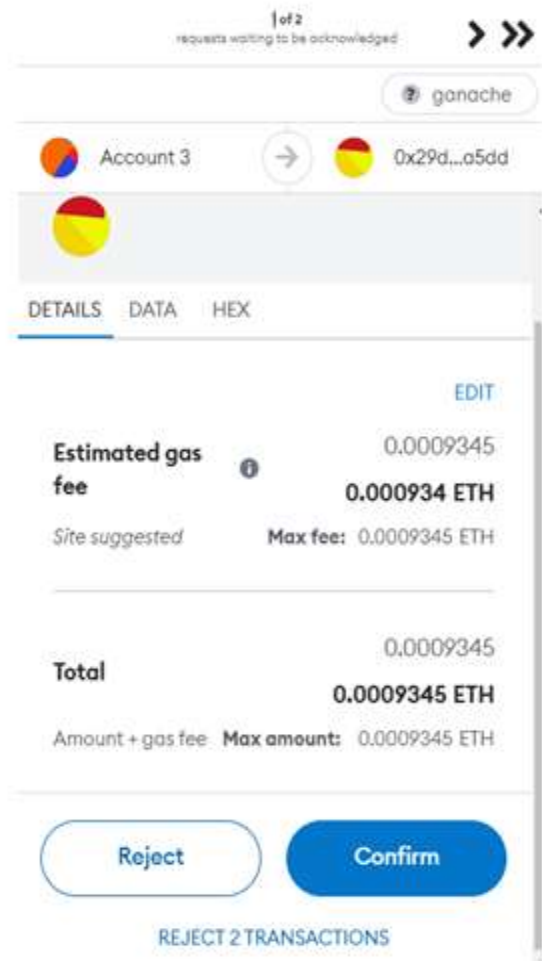 1 of 2
requests waiting to be acknowledged
ganache
Account 3
0x29d...a5dd
DETAILS DATA HEX
EDIT
0.0009345
Estimated gas
fee
0.000934 ETH
Site suggested Max fee: 0.0009345 ETH
0.0009345
Total
0.0009345 ETH
Amount + gas fee Max amount: 0.0009345 ETH
Reject
Confirm
REJECT 2 TRANSACTIONS